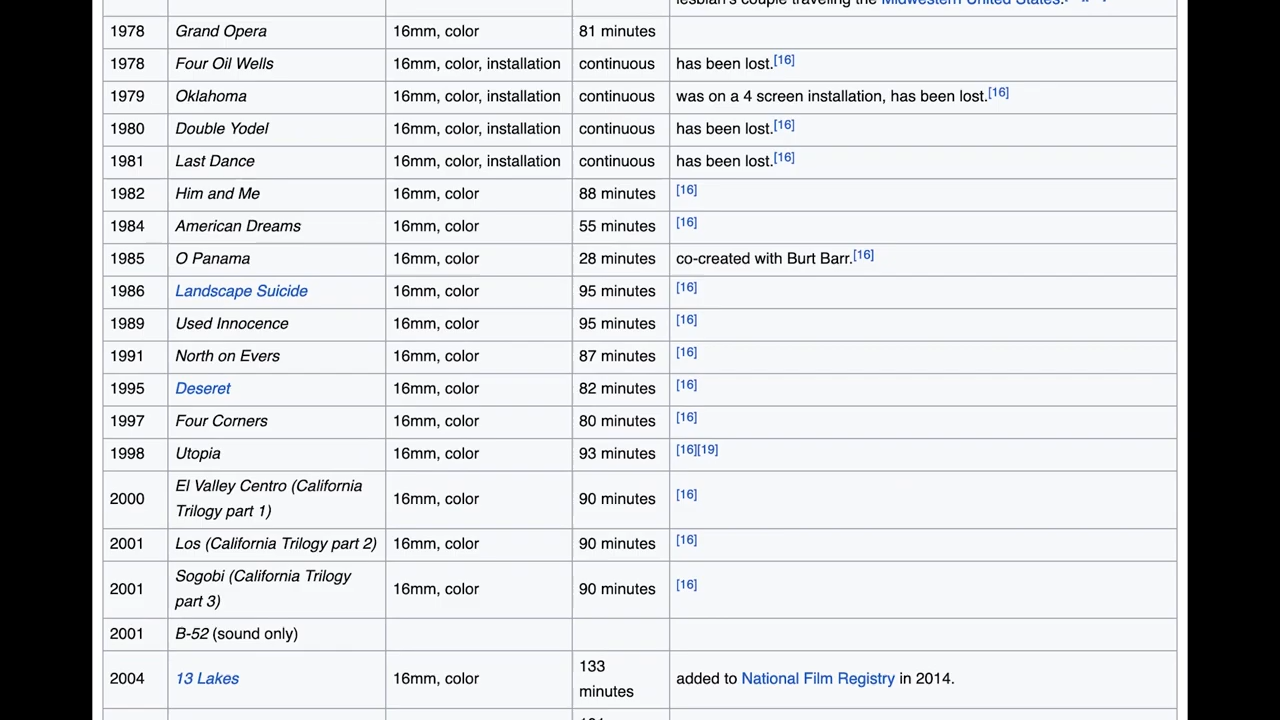 lesbian's couple traveling the Midwestern United States.
1978 Grand Opera 16mm, color 81 minutes
1978 Four Oil Wells 16mm, color, installation continuous has been lost.[16]
1979 Oklahoma 16mm, color, installation continuous was on a 4 screen installation, has been lost.[16]
1980 Double Yodel 16mm, color, installation continuous has been lost.[16]
1981 Last Dance 16mm, color, installation continuous has been lost.[16]
1982 Him and Me 16mm, color 88 minutes [16]
1984 American Dreams 16mm, color 55 minutes [16]
1985 O Panama 16mm, color 28 minutes co-created with Burt Barr.[16]
1986 Landscape Suicide 16mm, color 95 minutes [16]
1989 Used Innocence 16mm, color 95 minutes [16]
1991 North on Evers 16mm, color 87 minutes [16]
1995 Deseret 16mm, color 82 minutes [16]
1997 Four Corners 16mm, color 80 minutes [16]
1998 Utopia 16mm, color 93 minutes [16][19]
El Valley Centro (California
2000 16mm, color 90 minutes [16]
Trilogy part 1)
2001 Los (California Trilogy part 2) 16mm, color 90 minutes [16]
Sogobi (California Trilogy
2001 16mm, color 90 minutes [16]
part 3)
2001 B-52 (sound only)
133
2004 13 Lakes 16mm, color added to National Film Registry in 2014.
minutes